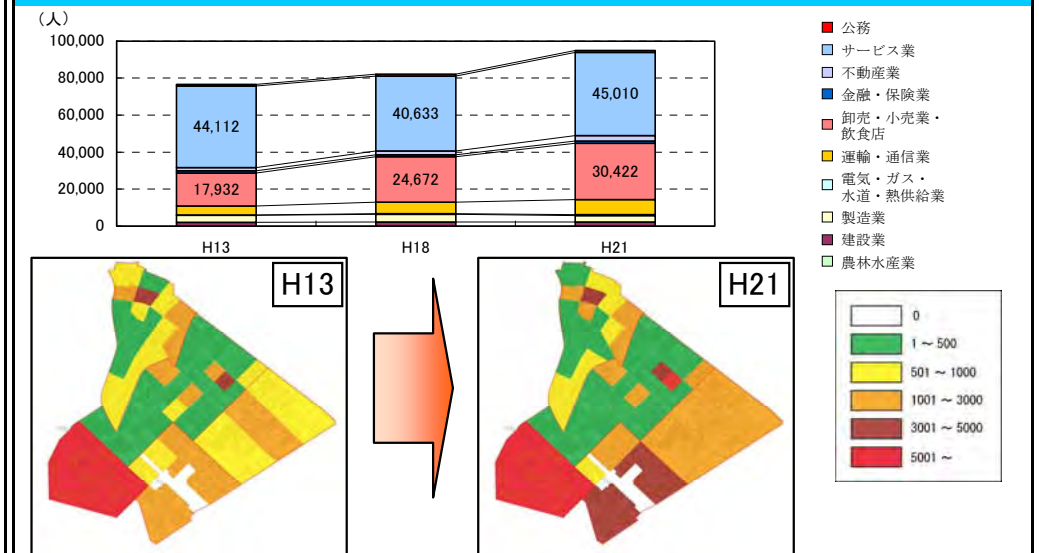 （人）
100,000
80,000
60,000
40,000
20,000
0
44,112
17,932
40,633
24,672
45,010
30,422
H13
H18
H21
公務
サービス業
不動産業
金融・保険業
卸売・小売業・
飲食店
運輸・通信業
電気・ガス・
水道・熱供給業
製造業
建設業
農林水産業
H13
H21
0
1～500
501～1000
1001～3000
3001～5000
5001～